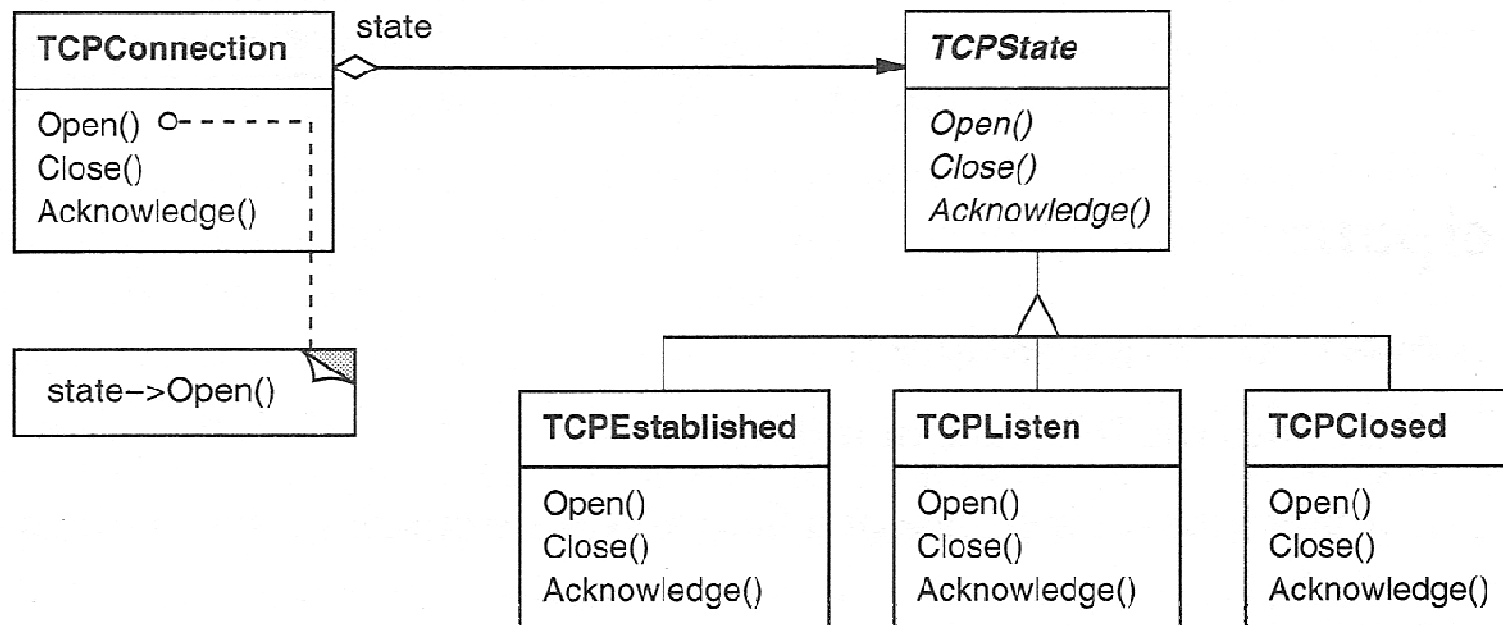 TCPConnection
Open()
Close()
Acknowledge()
state
TCPState
Open()
Close()
Acknowledge()
state–>Open()
TCPEstablished
Open()
Close()
Acknowledge()
TCPListen
Open()
Close()
Acknowledge()
TCPClosed
Open()
Close()
Acknowledge()